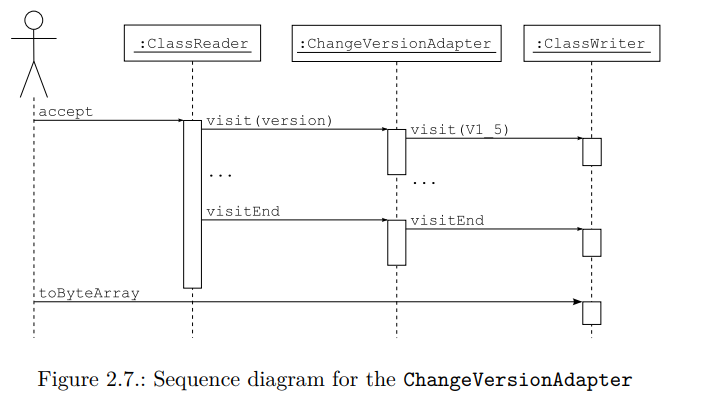 :ClassReader
:ChangeVersionAdapter
:ClassWriter
accept
visit(version)
visit(V1_5)
...
...
visitEnd
visitEnd
toByteArray
Figure 2.7.: Sequence diagram for the ChangeVersionAdapter